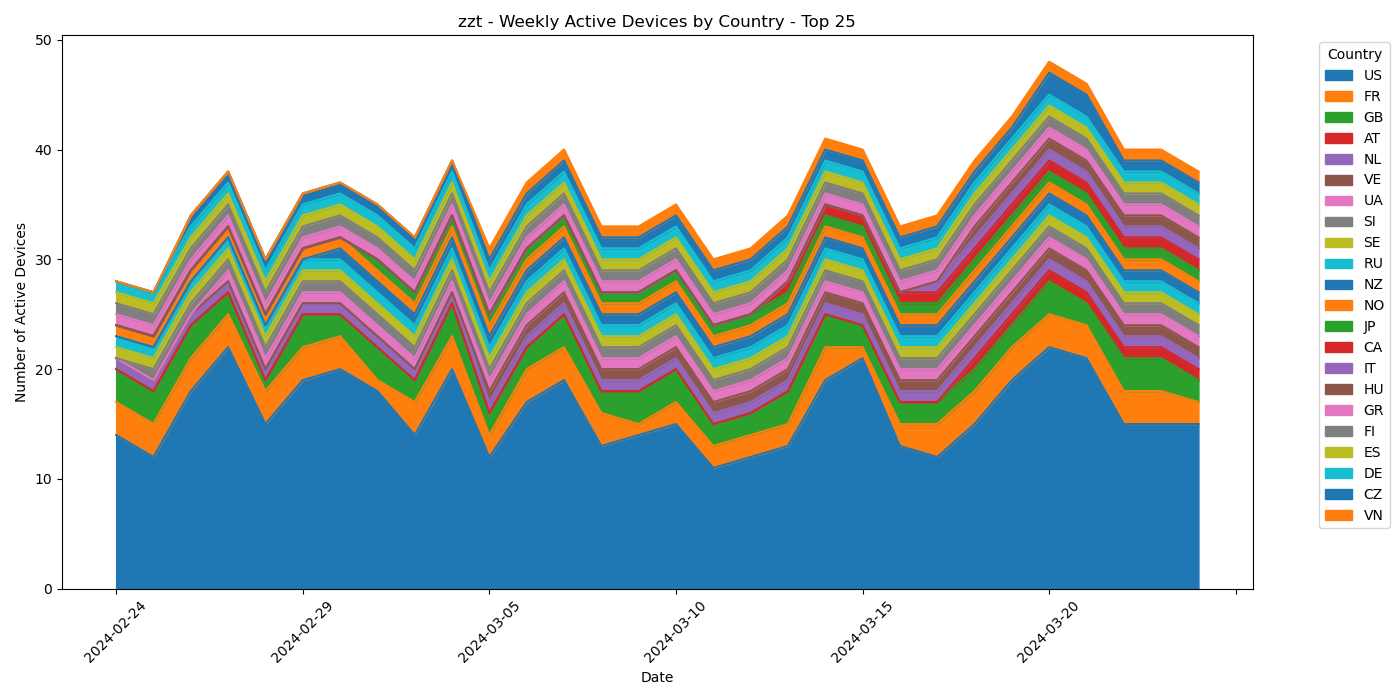 zzt - Weekly Active Devices by Country - Top 25
Number of Active Devices
50
40
30
20
10
0
2024-02-24
2024-02-29
2024-03-05
2024-03-10
2024-03-15
2024-03-20
Date
Country
US
FR
GB
AT
NL
VE
UA
SI
SE
RU
NZ
NO
JP
CA
IT
HU
GR
FI
ES
DE
CZ
VN